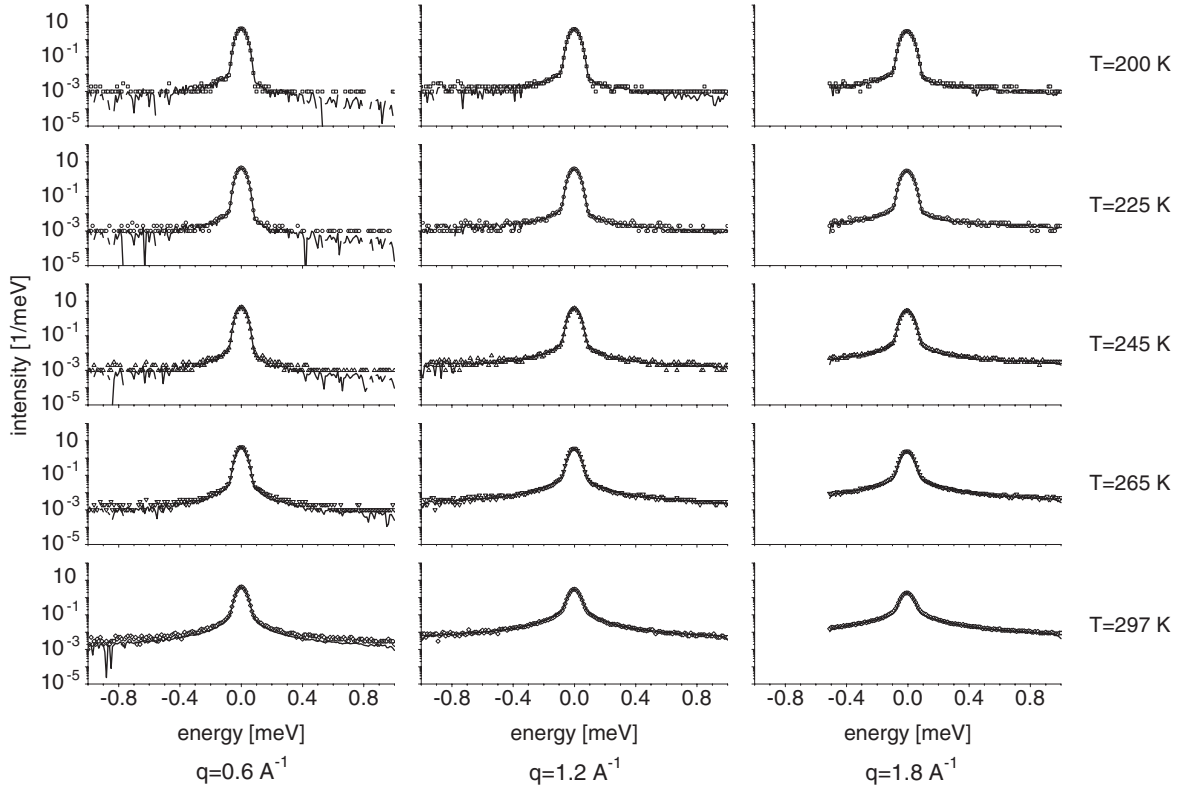 10
10⁻¹
10⁻³
10⁻⁵
T=200 K
10
10⁻¹
10⁻³
10⁻⁵
T=225 K
10
10⁻¹
10⁻³
10⁻⁵
T=245 K
10
10⁻¹
10⁻³
10⁻⁵
T=265 K
10
10⁻¹
10⁻³
10⁻⁵
T=297 K
intensity [1/meV]
-0.8 -0.4 0.0 0.4 0.8 -0.8 -0.4 0.0 0.4 0.8 -0.8 -0.4 0.0 0.4 0.8
energy [meV] energy [meV] energy [meV]
q=0.6 A⁻¹ q=1.2 A⁻¹ q=1.8 A⁻¹